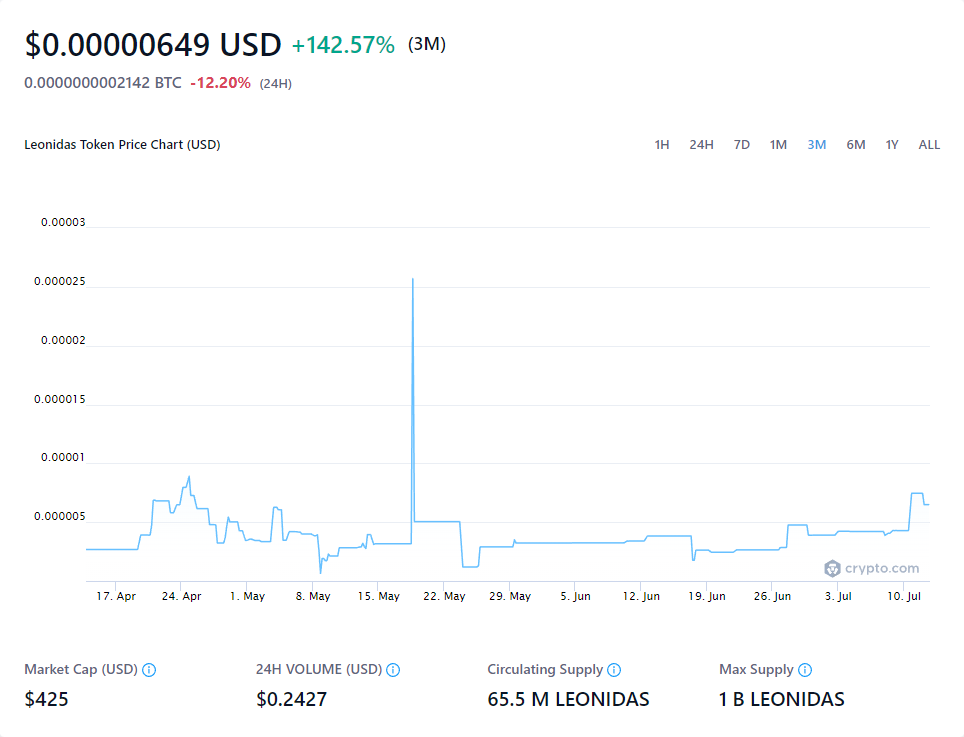 $0.00000649 USD +142.57% (3M)
0.0000000002142 BTC -12.20% (24H)
Leonidas Token Price Chart (USD) 1H 24H 7D 1M 3M 6M 1Y ALL
0.00003
0.000025
0.00002
0.000015
0.00001
0.000005
crypto.com
17. Apr 24. Apr 1. May 8. May 15. May 22. May 29. May 5. Jun 12. Jun 19. Jun 26. Jun 3. Jul 10. Jul
Market Cap (USD) 24H VOLUME (USD) Circulating Supply Max Supply
$425 $0.2427 65.5 M LEONIDAS 1 B LEONIDAS